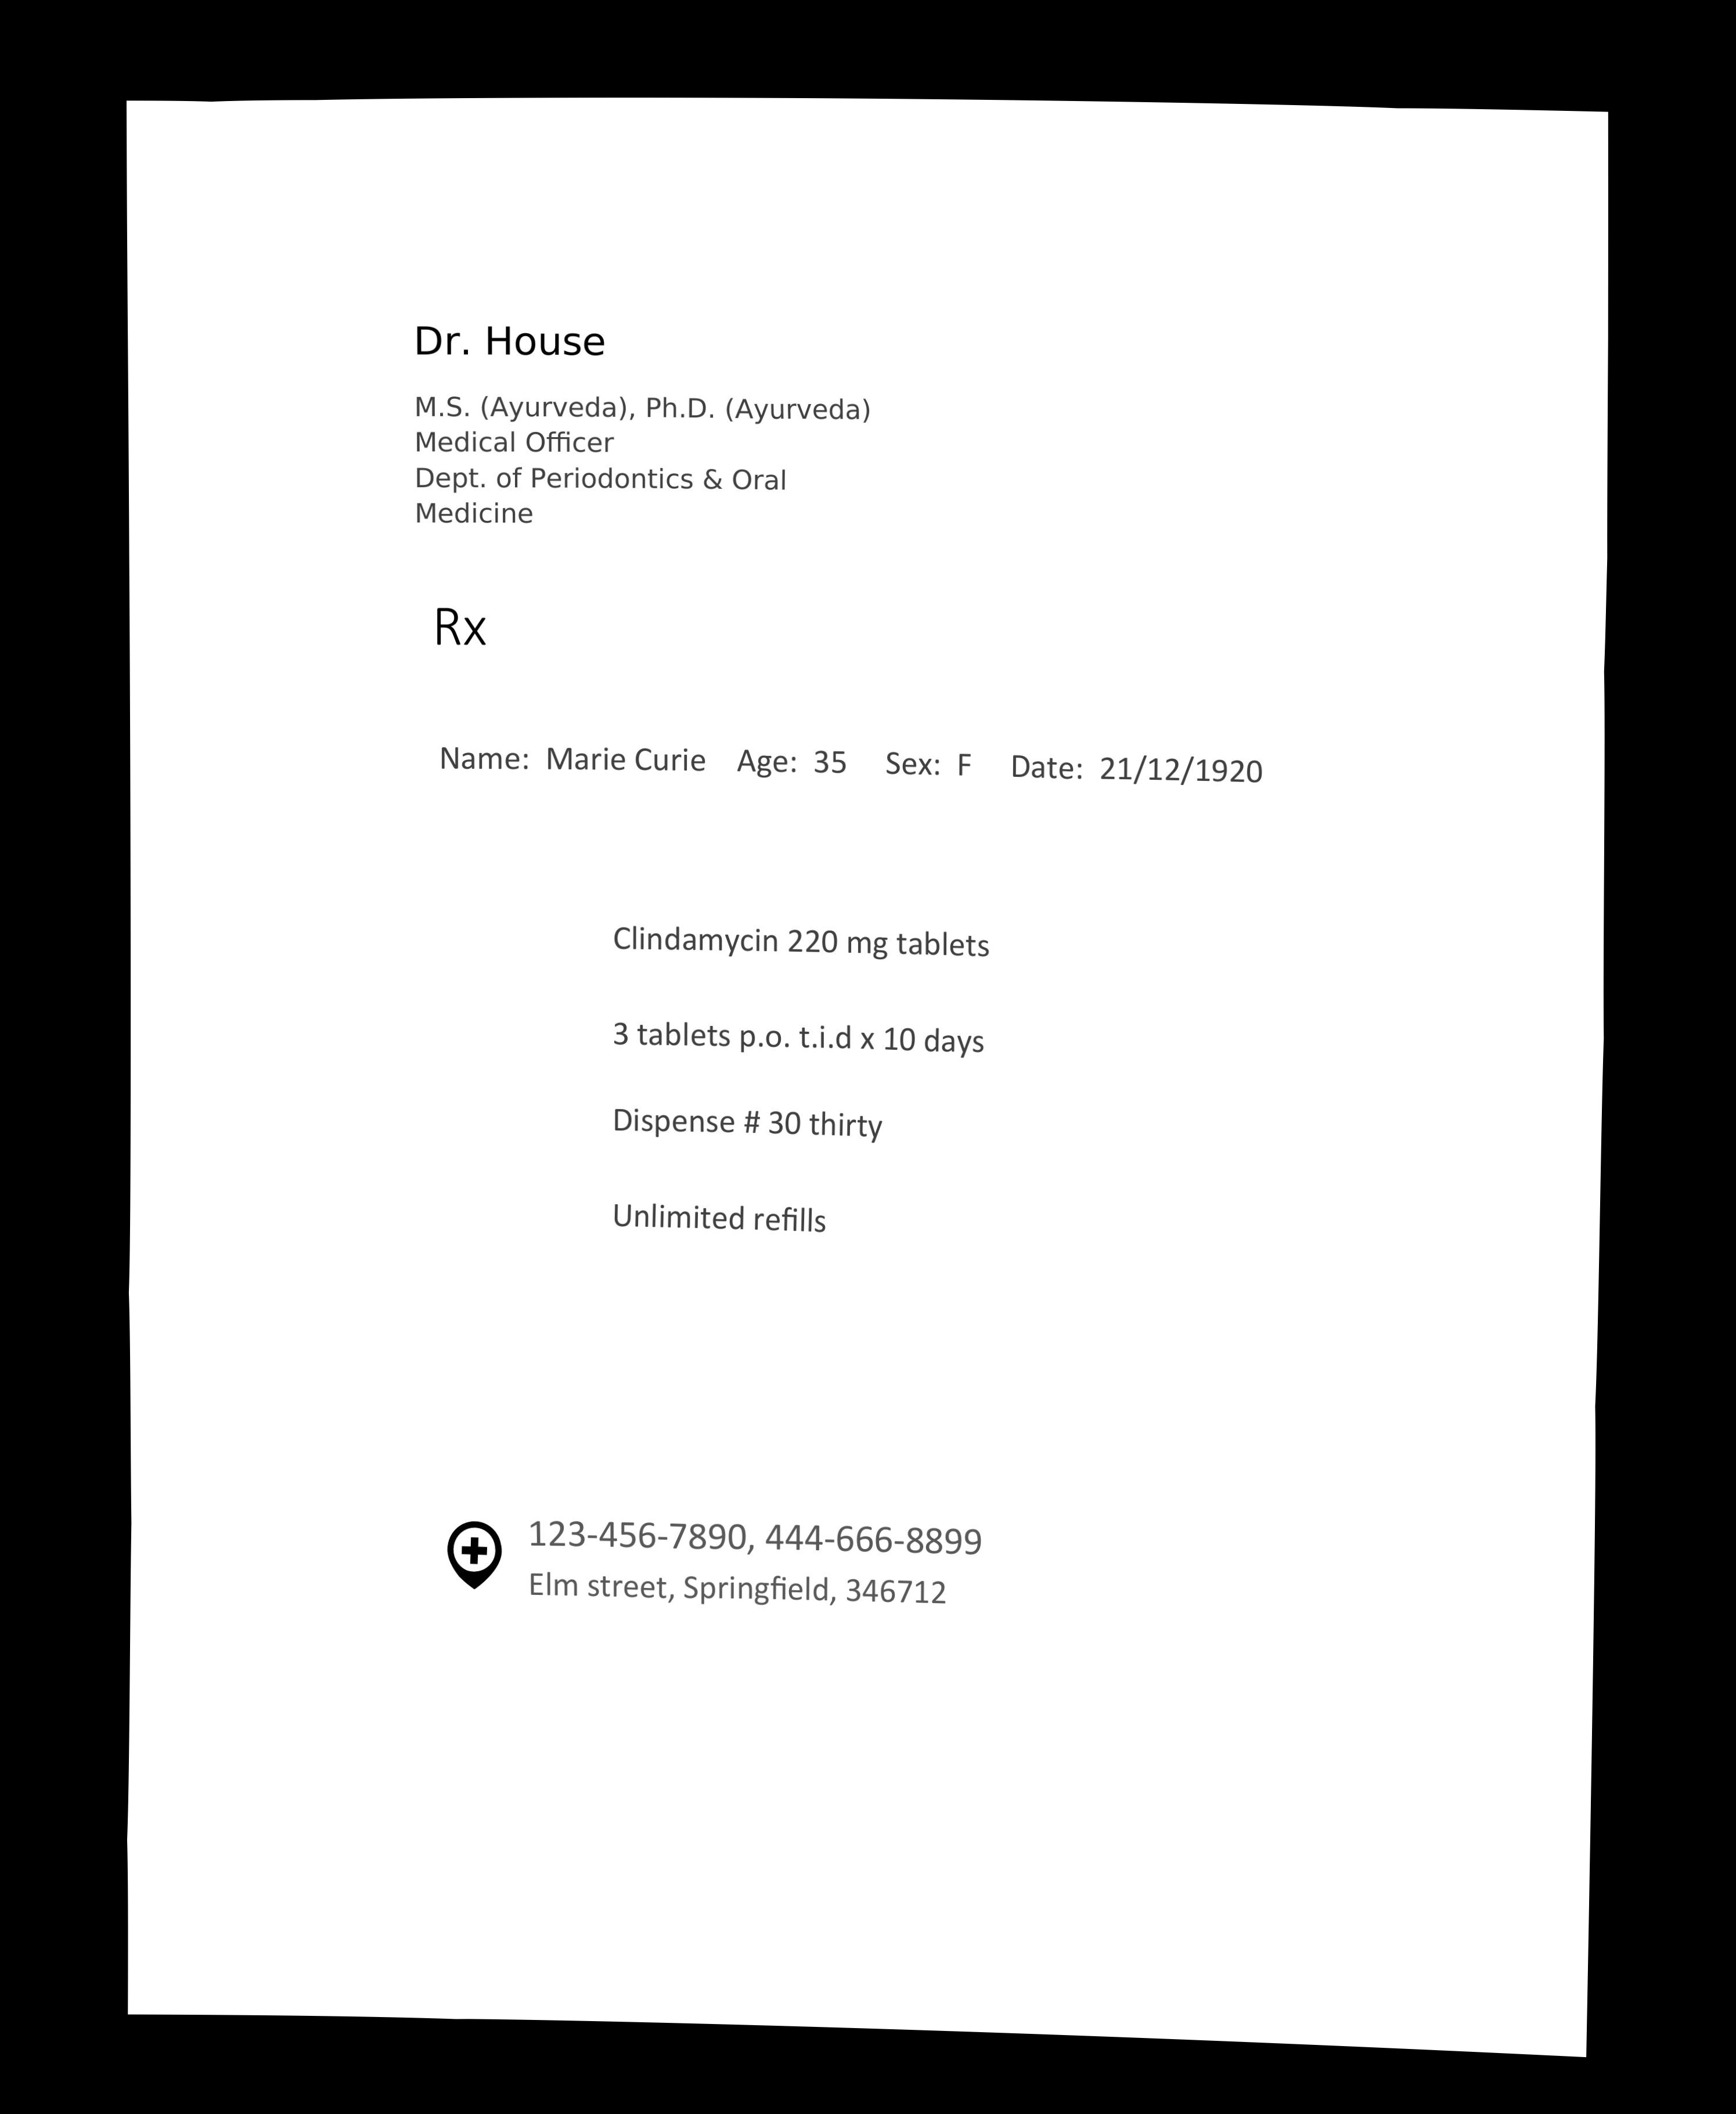 Dr. House
M.S. (Ayurveda), Ph.D. (Ayurveda)
Medical Officer
Dept. of Periodontics & Oral
Medicine
Rx
Name: Marie Curie Age: 35 Sex: F Date: 21/12/1920
Clindamycin 220 mg tablets
3 tablets p.o. t.i.d x 10 days
Dispense # 30 thirty
Unlimited refills
123-456-7890, 444-666-8899
Elm street, Springfield, 346712